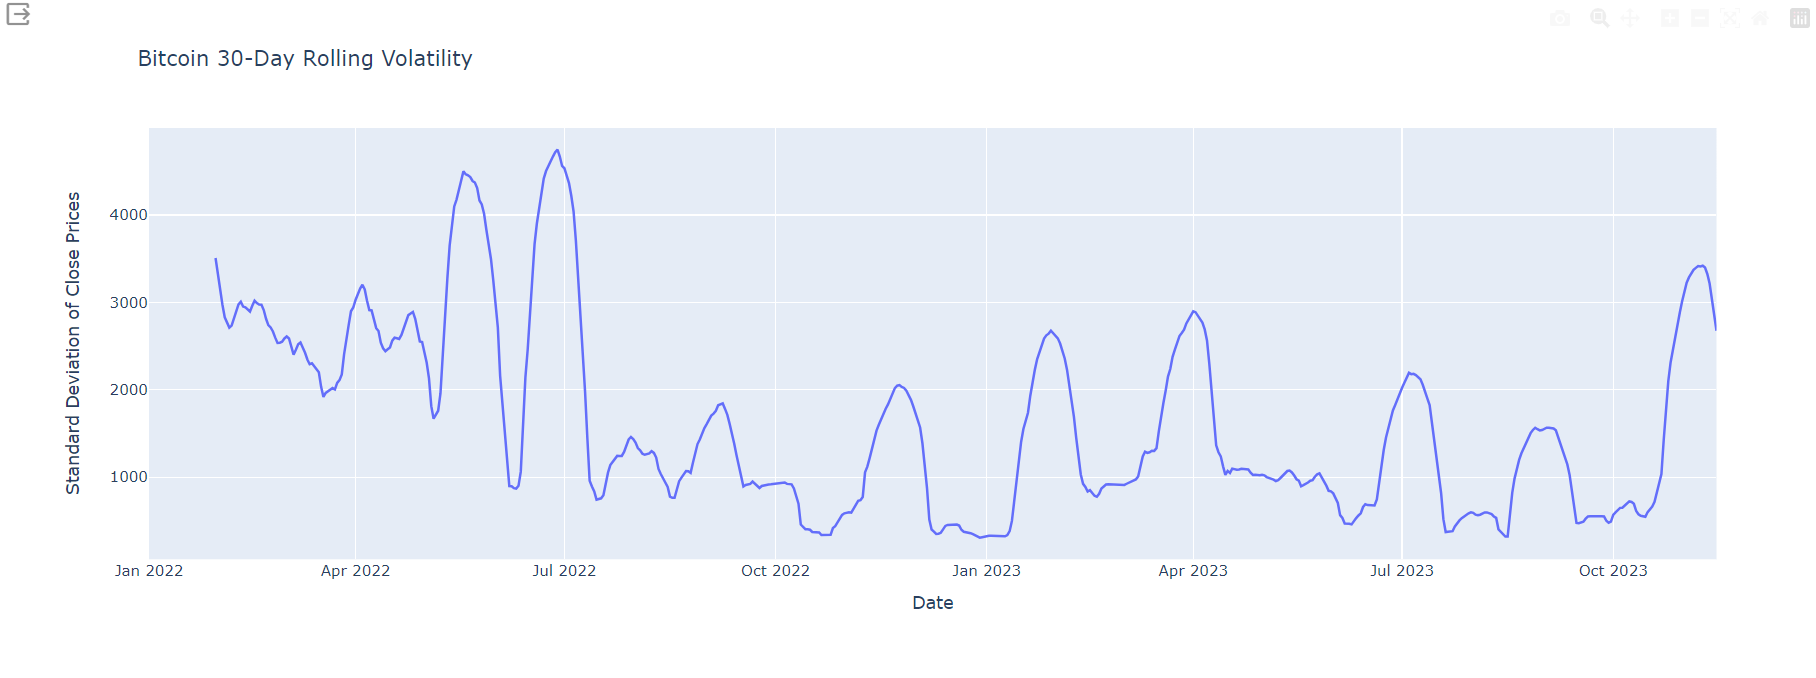 Bitcoin 30-Day Rolling Volatility
Standard Deviation of Close Prices
4000
3000
2000
1000
Jan 2022
Apr 2022
Jul 2022
Oct 2022
Jan 2023
Apr 2023
Jul 2023
Oct 2023
Date